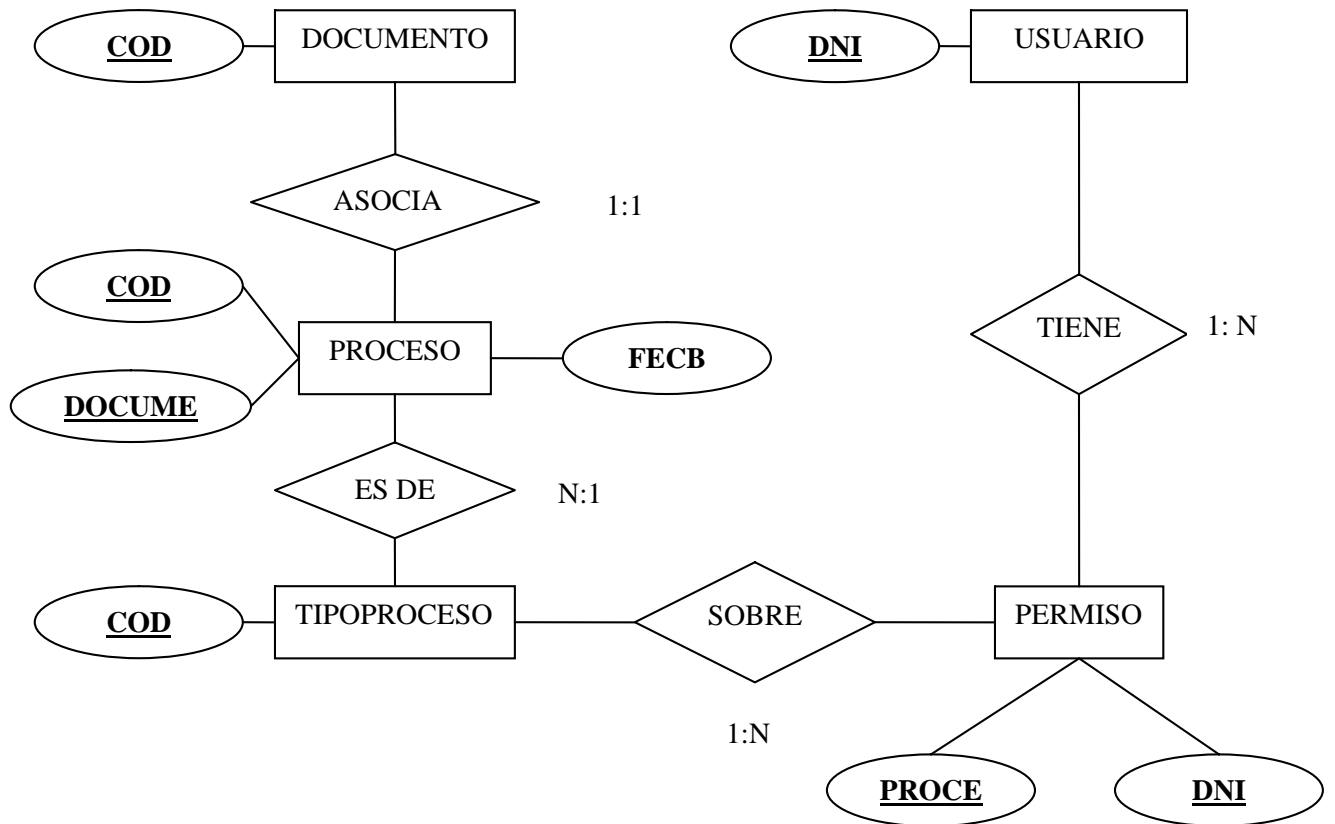 COD
DOCUMENTO
DNI
USUARIO
ASOCIA
1:1
COD
PROCESO
FECB
DOCUME
TIENE
1: N
ES DE
N:1
COD
TIPOPROCESO
SOBRE
PERMISO
1:N
PROCE
DNI